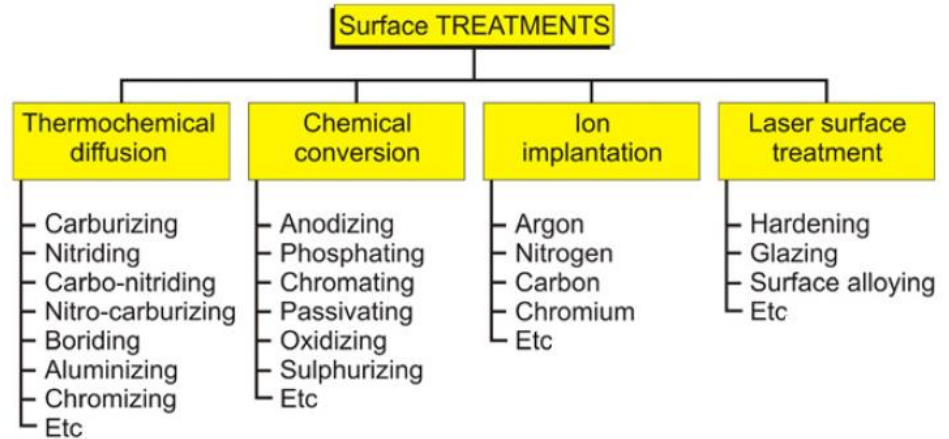 Surface TREATMENTS
Thermochemical
diffusion
Carburizing
Nitriding
Carbo-nitriding
Nitro-carburizing
Boriding
Aluminizing
Chromizing
Etc
Chemical
conversion
Anodizing
Phosphating
Chromating
Passivating
Oxidizing
Sulphurizing
Etc
Ion
implantation
Argon
Nitrogen
Carbon
Chromium
Etc
Laser surface
treatment
Hardening
Glazing
Surface alloying
Etc